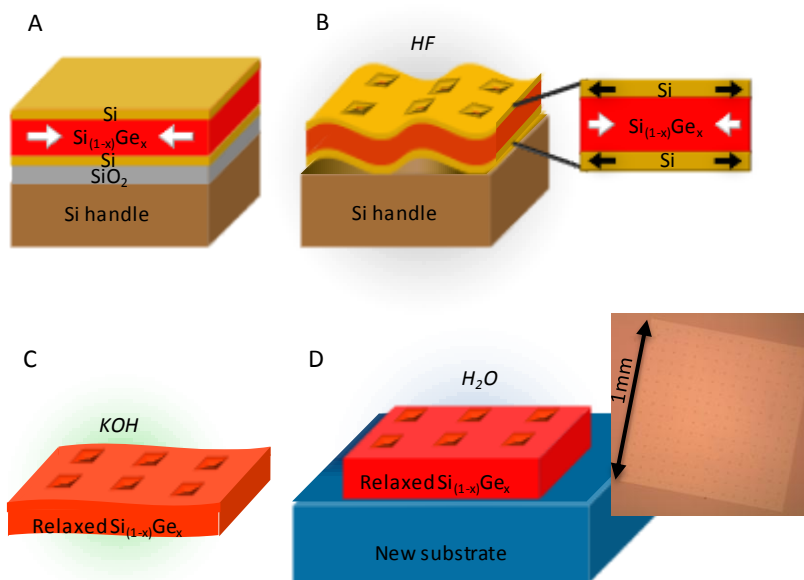 A
Si
Si₍₁₋ₓ₎Geₓ
Si
SiO₂
Si handle
B
HF
Si handle
Si
Si₍₁₋ₓ₎Geₓ
Si
C
KOH
Relaxed Si₍₁₋ₓ₎Geₓ
D
H₂O
Relaxed Si₍₁₋ₓ₎Geₓ
New substrate
1mm